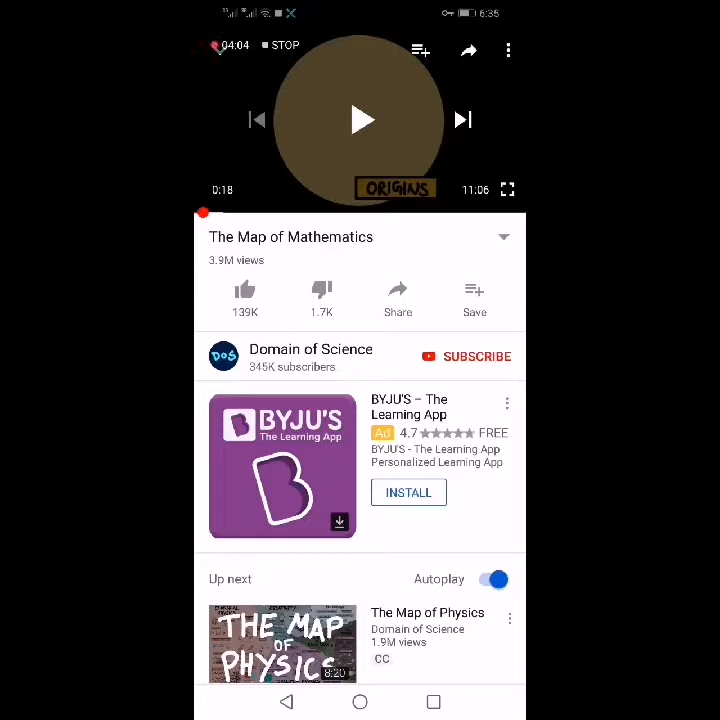 6:35
04:04 STOP
ORIGINS
0:18
11:06
The Map of Mathematics
3.9M views
139K
1.7K
Share
Save
DOS
Domain of Science
345K subscribers
SUBSCRIBE
BYJU'S
The Learning App
BYJU'S – The
Learning App
Ad 4.7 FREE
BYJU'S - The Learning App
Personalized Learning App
INSTALL
Up next
Autoplay
THE MAP
OF
PHYSICS
8:20
The Map of Physics
Domain of Science
1.9M views
CC